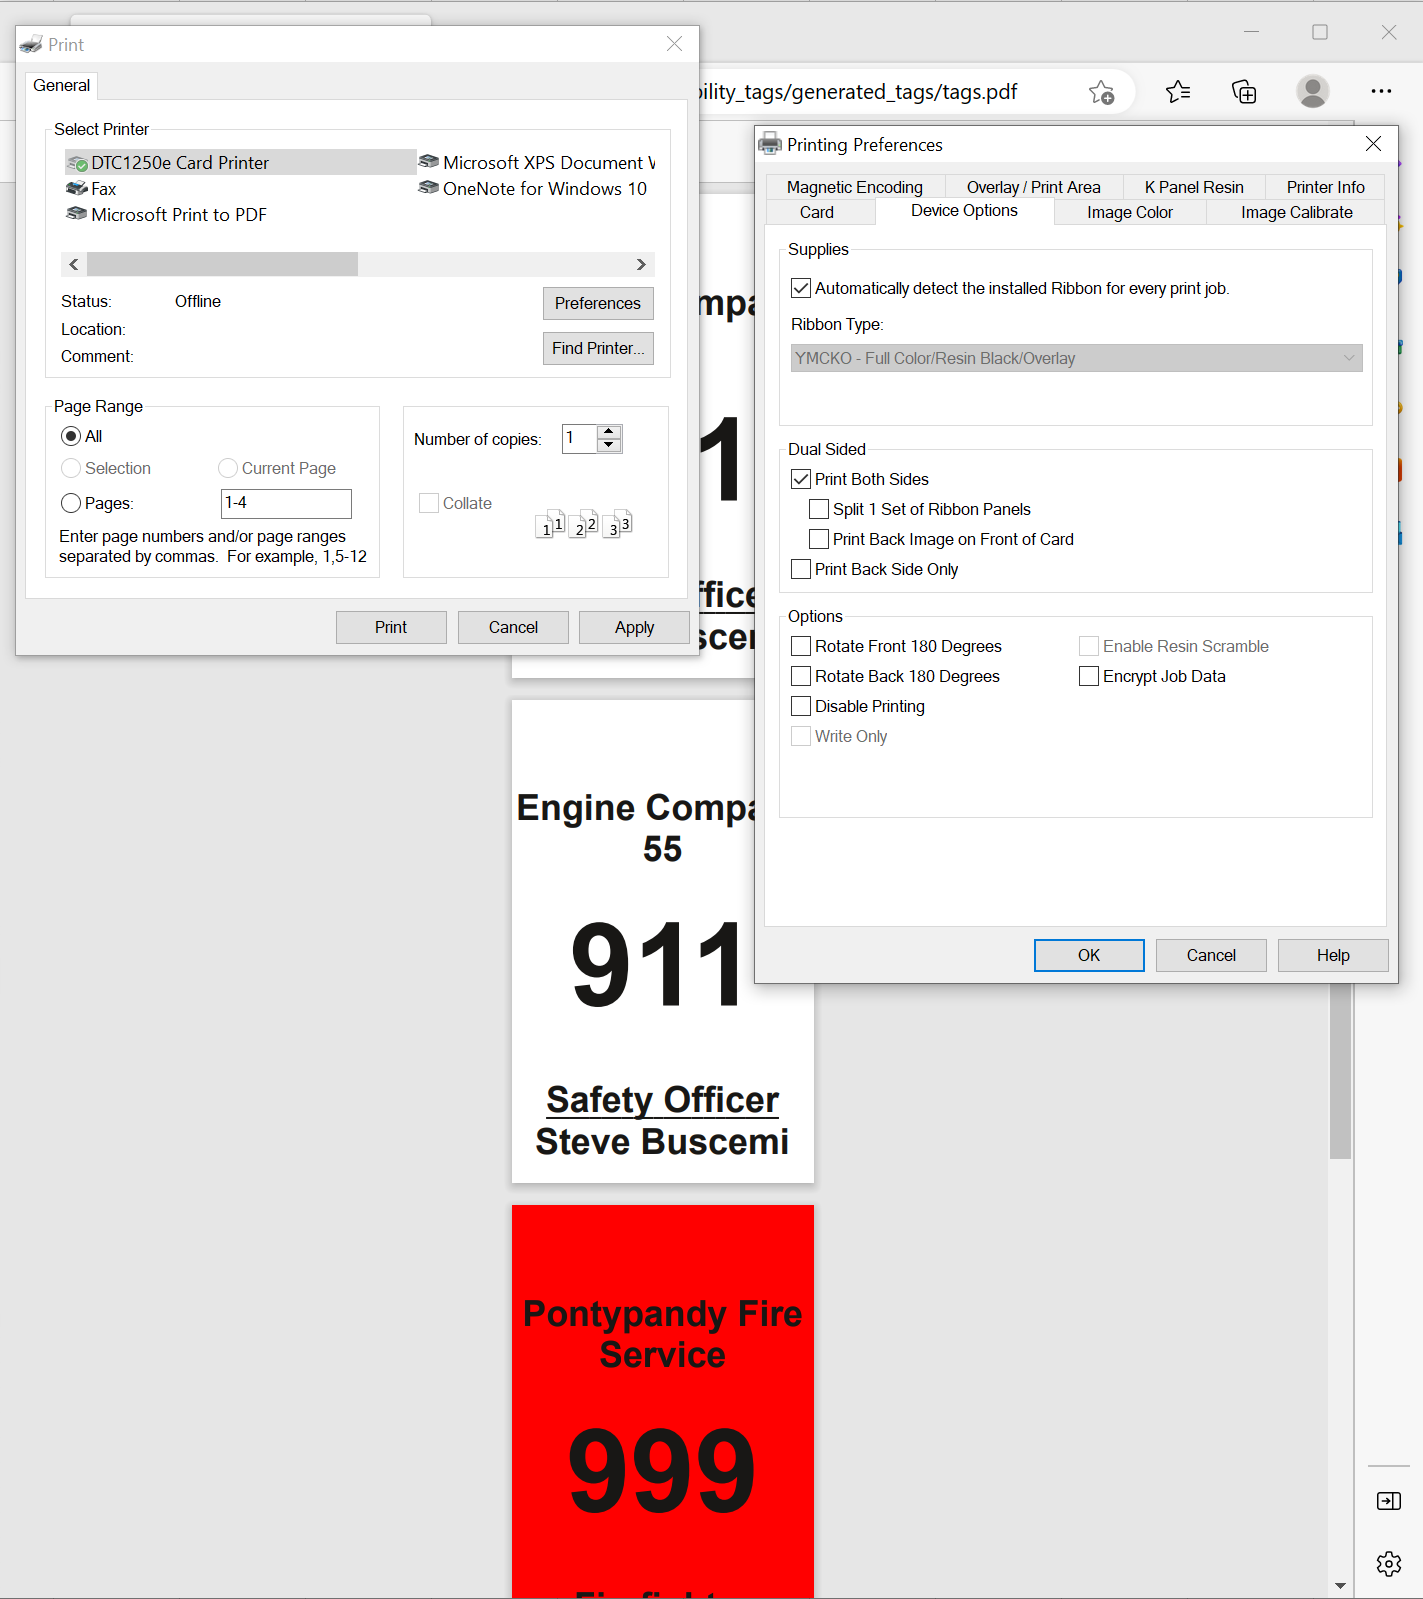 Print
General
Select Printer
DTC1250e Card Printer
Fax
Microsoft Print to PDF
Microsoft XPS Document
OneNote for Windows 10
Status: Offline
Location:
Comment:
Preferences
Find Printer...
Page Range
All
Selection
Current Page
Pages:
1-4
Enter page numbers and/or page ranges
separated by commas. For example, 1,5-12
Number of copies: 1
Collate
1 1 2 2 3 3
Print
Cancel
Apply
bility_tags/generated_tags/tags.pdf
Printing Preferences
Magnetic Encoding
Overlay / Print Area
K Panel Resin
Printer Info
Card
Device Options
Image Color
Image Calibrate
Supplies
Automatically detect the installed Ribbon for every print job.
Ribbon Type:
YMCKO - Full Color/Resin Black/Overlay
Dual Sided
Print Both Sides
Split 1 Set of Ribbon Panels
Print Back Image on Front of Card
Print Back Side Only
Options
Rotate Front 180 Degrees
Rotate Back 180 Degrees
Disable Printing
Write Only
Enable Resin Scramble
Encrypt Job Data
OK
Cancel
Help
mpa
1
ffice
scer
Engine Compa
55
911
Safety Officer
Steve Buscemi
Pontypandy Fire
Service
999